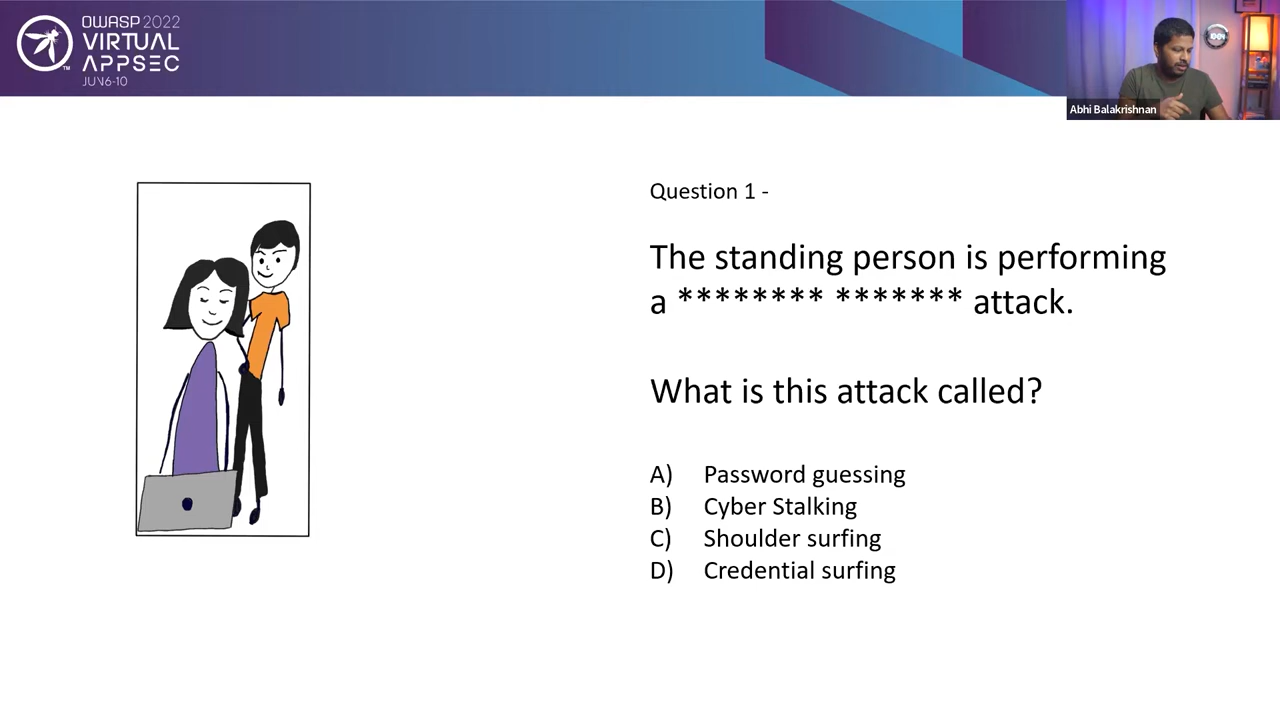 OWASP 2022
VIRTUAL
APPSEC
JUN 6-10
Abhi Balakrishnan
Question 1 -
The standing person is performing
a ******** ******* attack.
What is this attack called?
A) Password guessing
B) Cyber Stalking
C) Shoulder surfing
D) Credential surfing